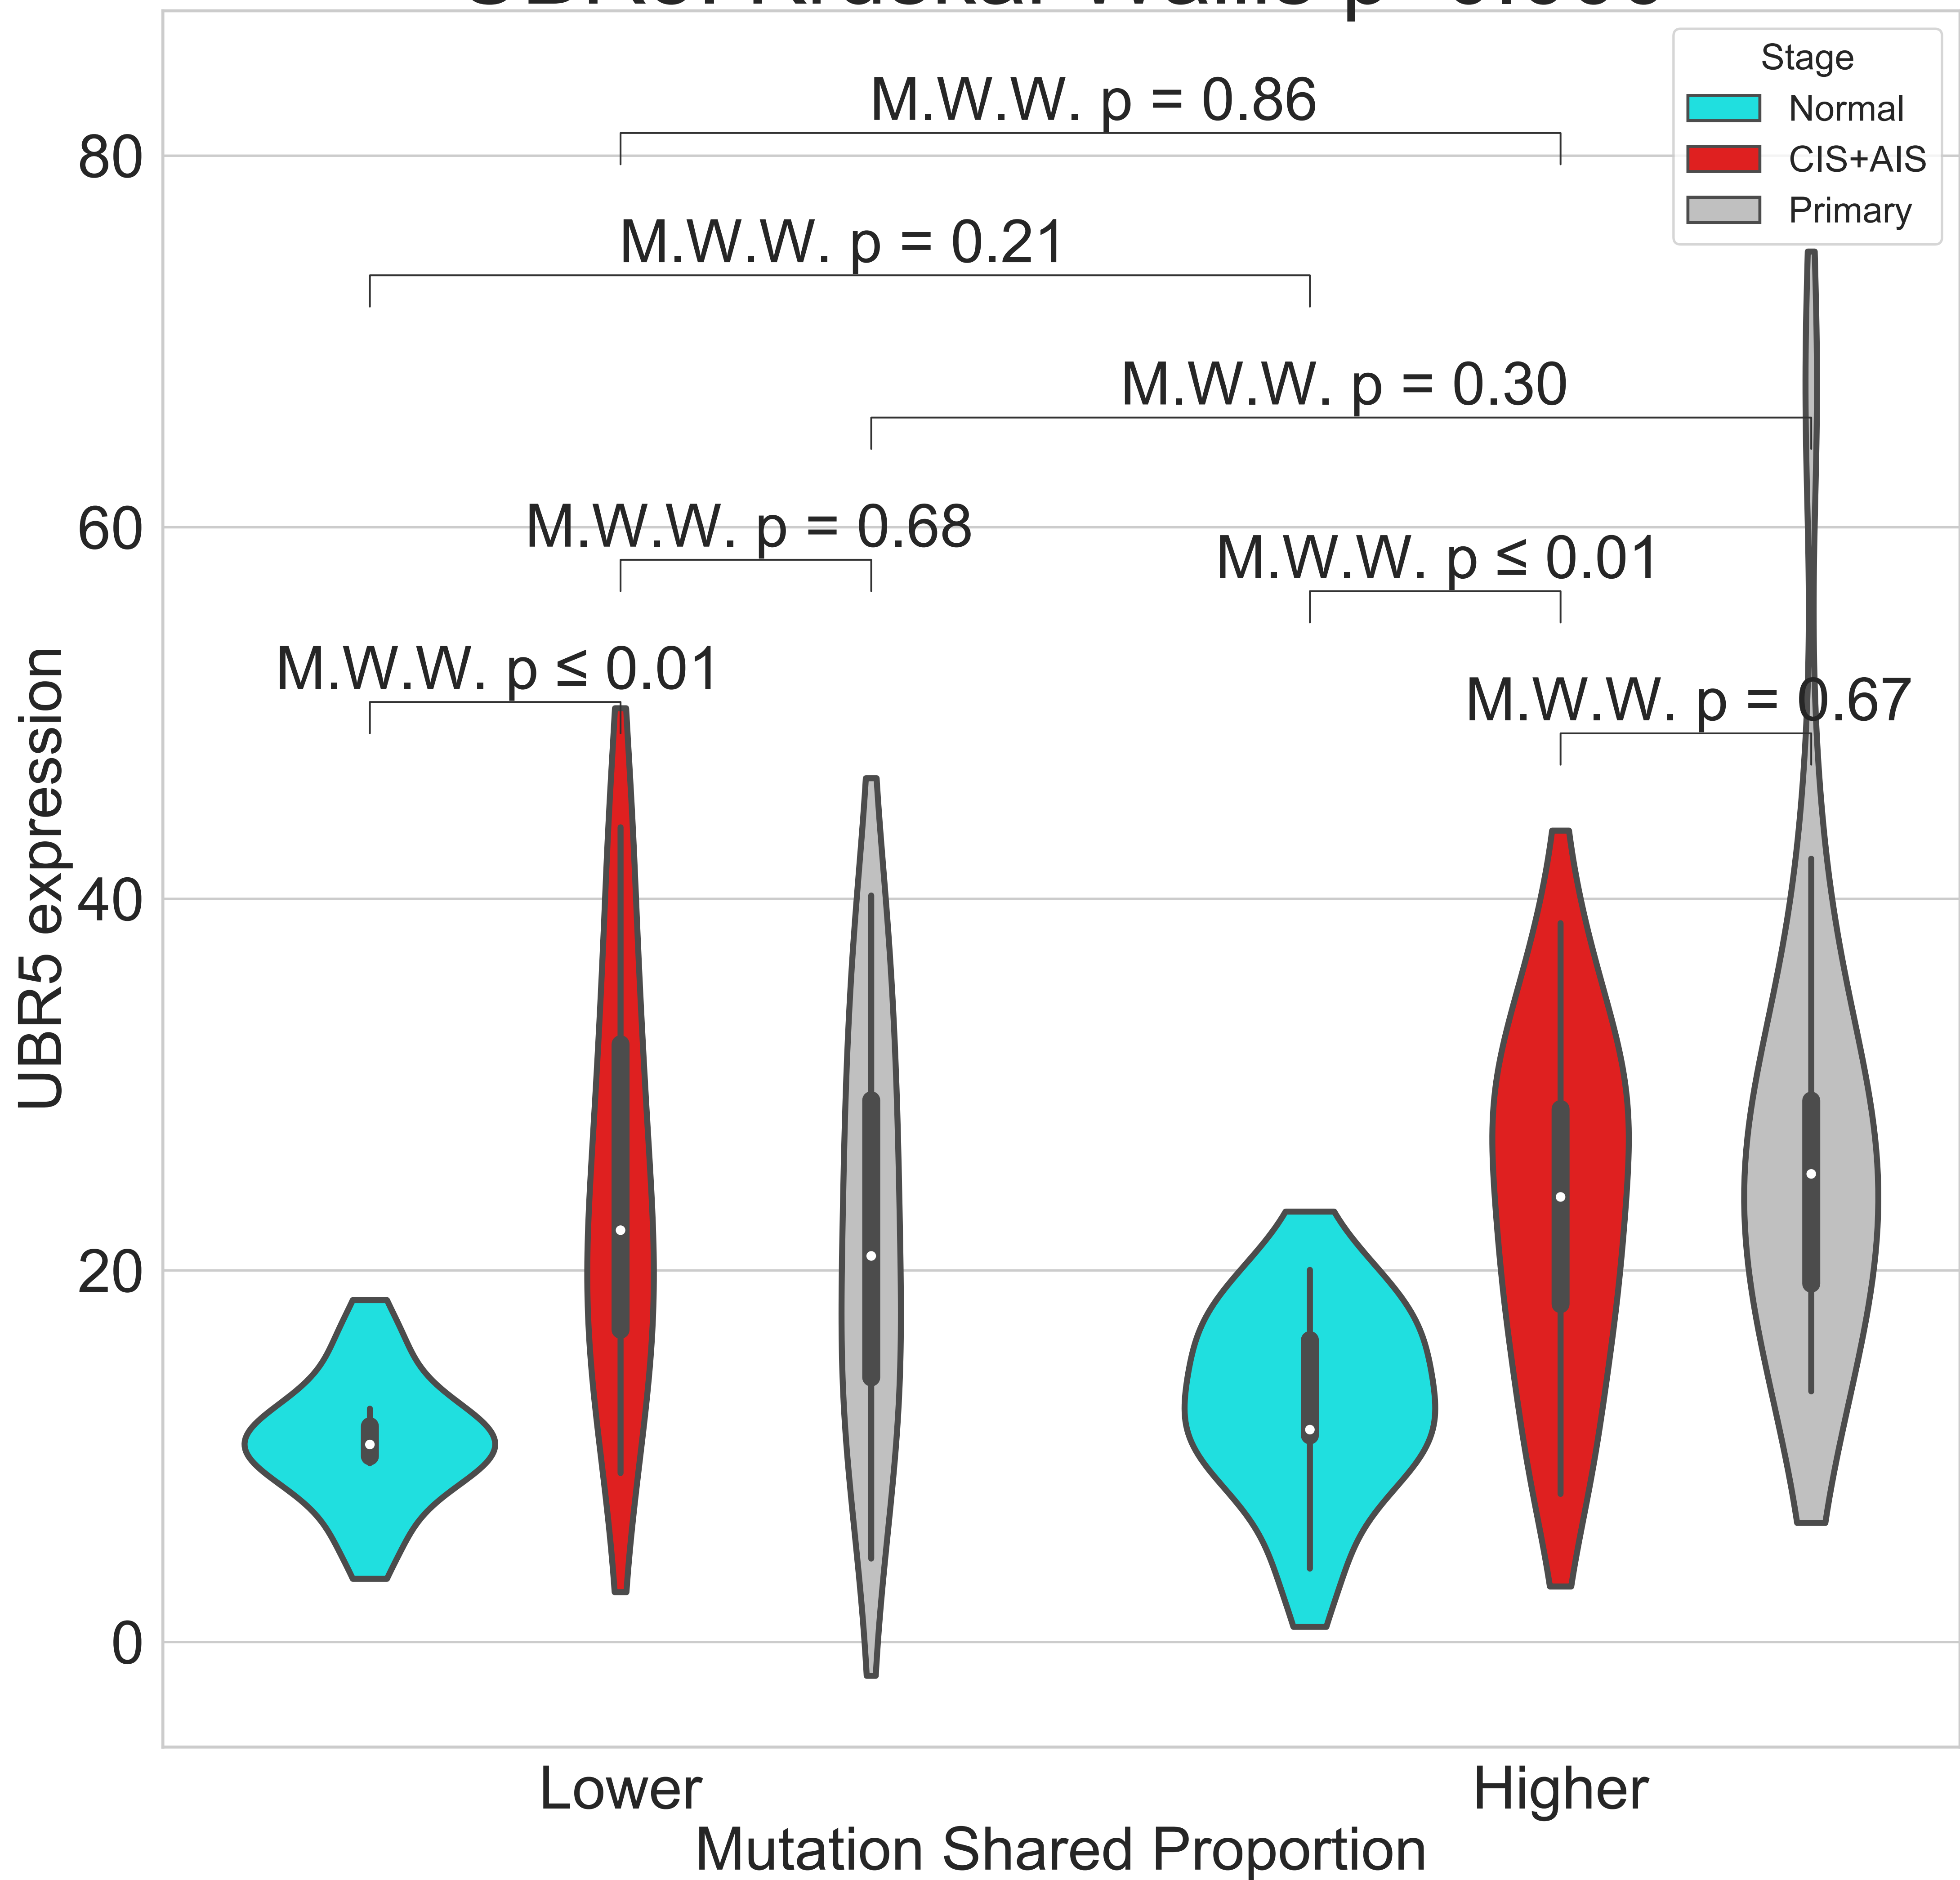 Stage
Normal
CIS+AIS
Primary
M.W.W. p = 0.86
M.W.W. p = 0.21
M.W.W. p = 0.30
M.W.W. p = 0.68
M.W.W. p ≤ 0.01
M.W.W. p ≤ 0.01
M.W.W. p = 0.67
80
60
40
20
0
UBR5 expression
Lower
Higher
Mutation Shared Proportion